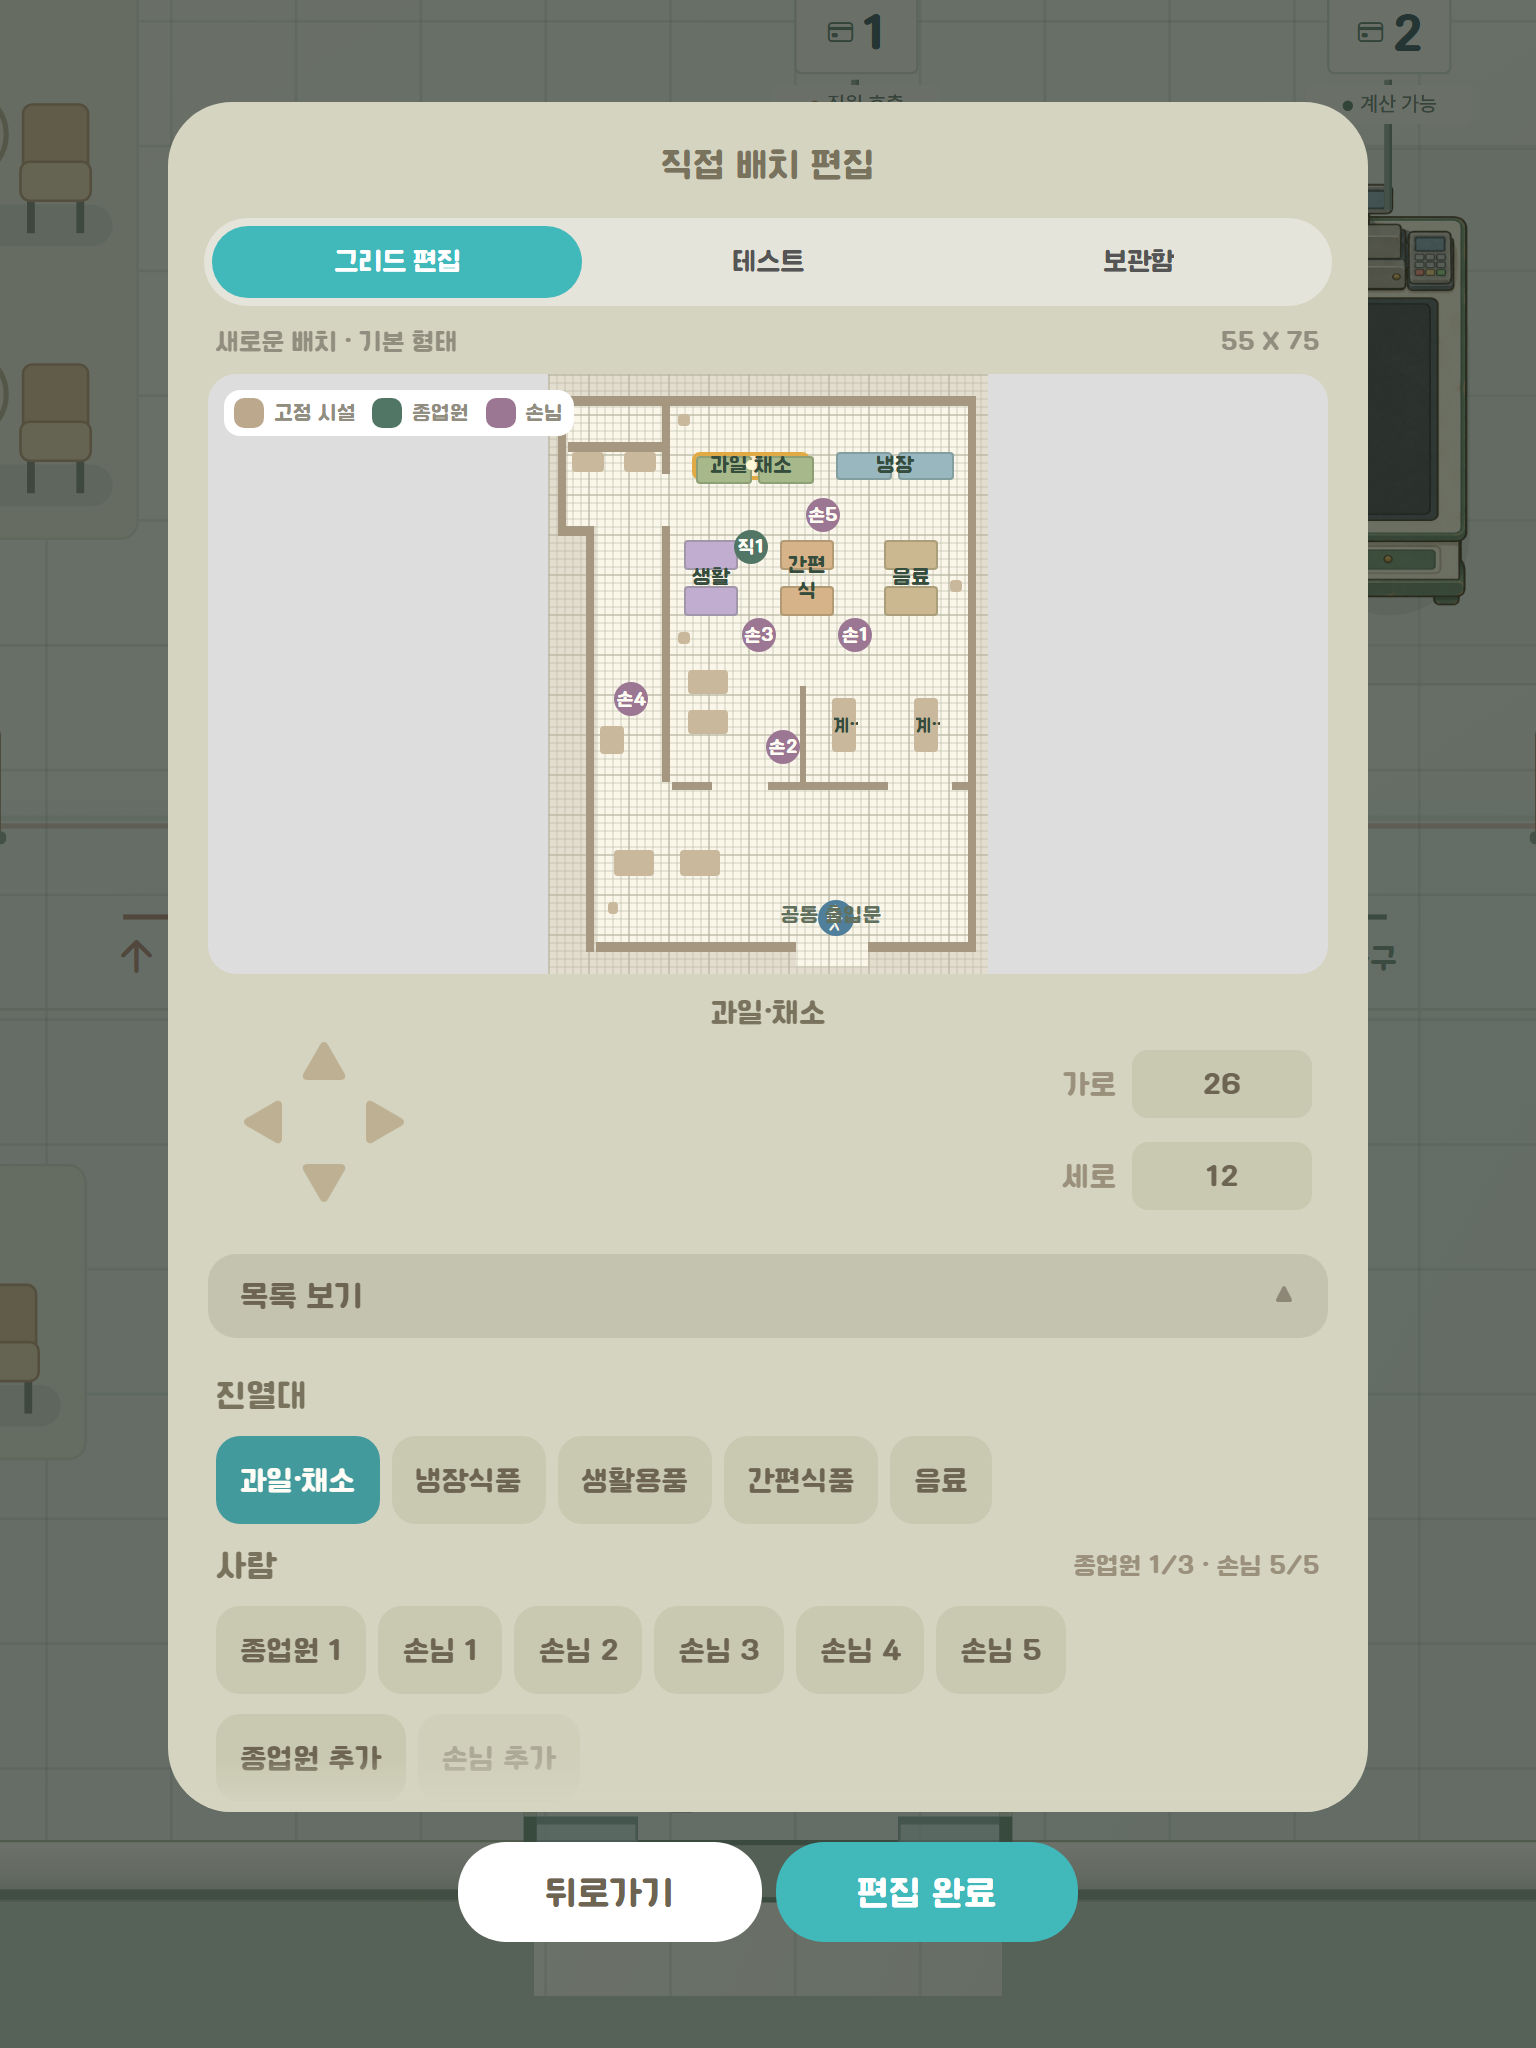 1
2
계산 가능
직접 배치 편집
그리드 편집
테스트
보관함
새로운 배치 · 기본 형태
55 X 75
고정 시설
종업원
손님
과일·채소
냉장
손5
직1
생활
간편
식
음료
손3
손1
손4
계··
계··
손2
공동 출입문
구
과일·채소
가로
26
세로
12
목록 보기
▲
진열대
과일·채소
냉장식품
생활용품
간편식품
음료
사람
종업원 1/3 · 손님 5/5
종업원 1
손님 1
손님 2
손님 3
손님 4
손님 5
종업원 추가
손님 추가
뒤로가기
편집 완료